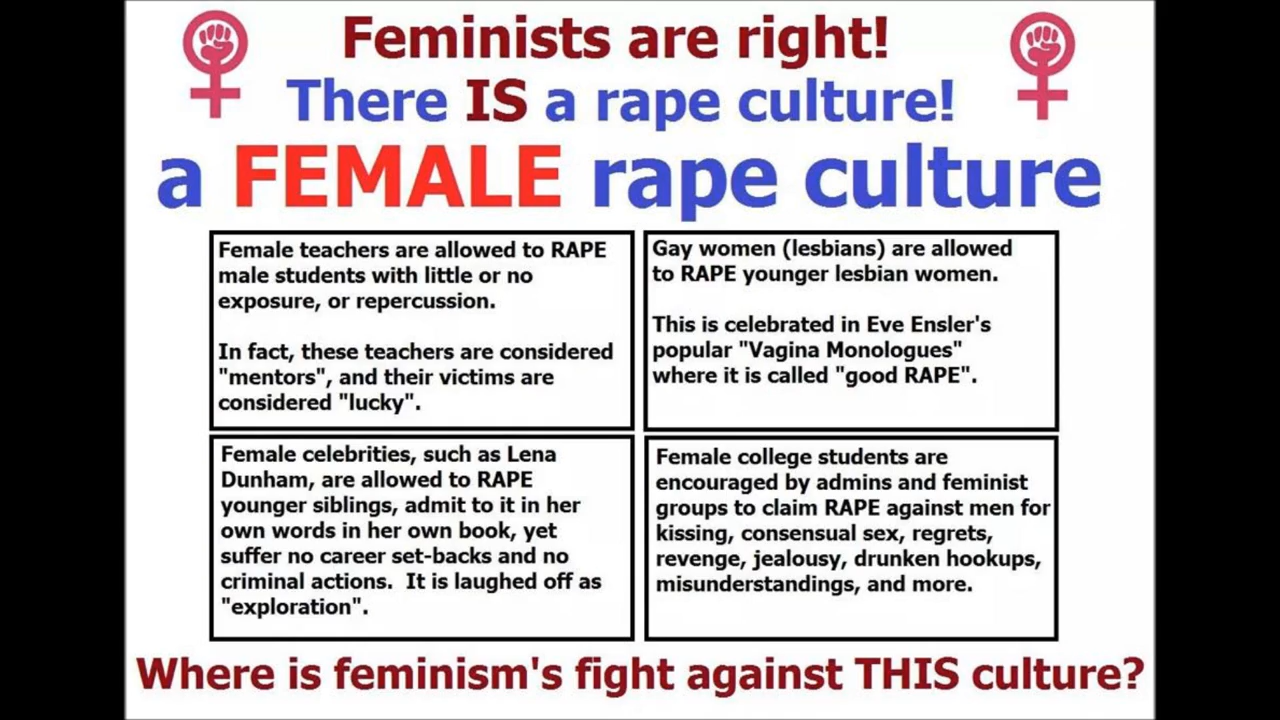 Feminists are right!
There IS a rape culture!
a FEMALE rape culture
Female teachers are allowed to RAPE
male students with little or no
exposure, or repercussion.
In fact, these teachers are considered
"mentors", and their victims are
considered "lucky".
Gay women (lesbians) are allowed
to RAPE younger lesbian women.
This is celebrated in Eve Ensler's
popular "Vagina Monologues"
where it is called "good RAPE".
Female celebrities, such as Lena
Dunham, are allowed to RAPE
younger siblings, admit to it in her
own words in her own book, yet
suffer no career set-backs and no
criminal actions.  It is laughed off as
"exploration".
Female college students are
encouraged by admins and feminist
groups to claim RAPE against men for
kissing, consensual sex, regrets,
revenge, jealousy, drunken hookups,
misunderstandings, and more.
Where is feminism's fight against THIS culture?